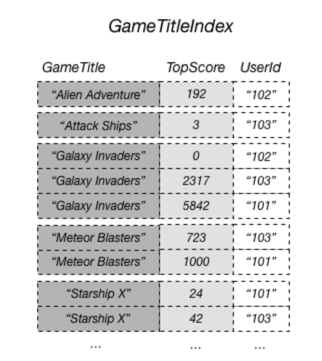 GameTitleIndex
GameTitle TopScore UserId
“Alien Adventure” 192 “102”
“Attack Ships” 3 “103”
“Galaxy Invaders” 0 “102”
“Galaxy Invaders” 2317 “103”
“Galaxy Invaders” 5842 “101”
“Meteor Blasters” 723 “103”
“Meteor Blasters” 1000 “101”
“Starship X” 24 “101”
“Starship X” 42 “103”
... ... ...